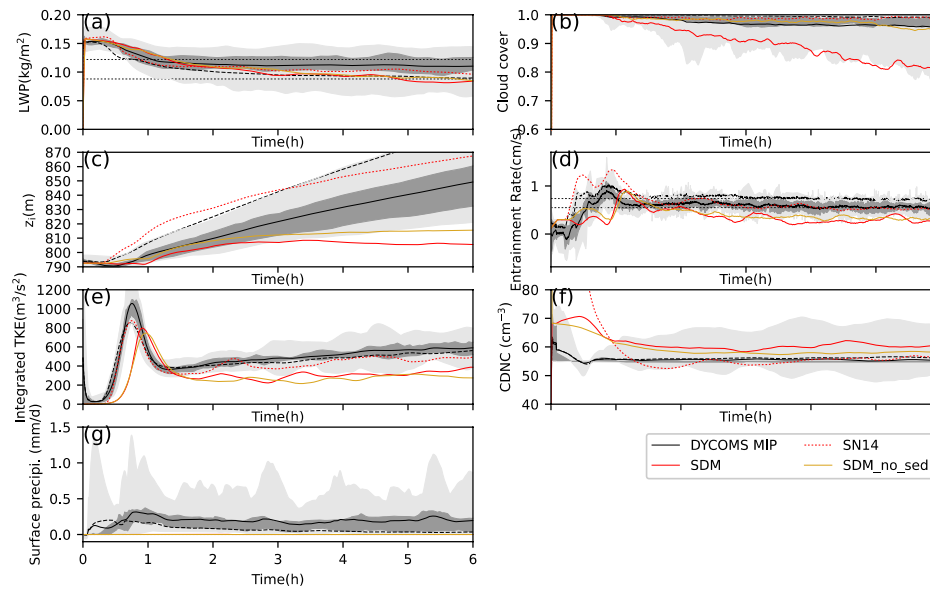 (a)
0.20
0.15
0.10
0.05
0.00
LWP(kg/m²)
Time(h)
(b)
1.0
0.9
0.8
0.7
0.6
Cloud cover
Time(h)
(c)
870
860
850
840
830
820
810
800
790
zᵢ(m)
(d)
1
0
Entrainment Rate(cm/s)
(e)
1200
1000
800
600
400
200
0
Integrated TKE(m³/s²)
(f)
80
70
60
50
40
CDNC (cm⁻³)
Time(h)
(g)
1.5
1.0
0.5
0.0
Surface precipi. (mm/d)
0 1 2 3 4 5 6
Time(h)
DYCOMS MIP
SDM
SN14
SDM_no_sed